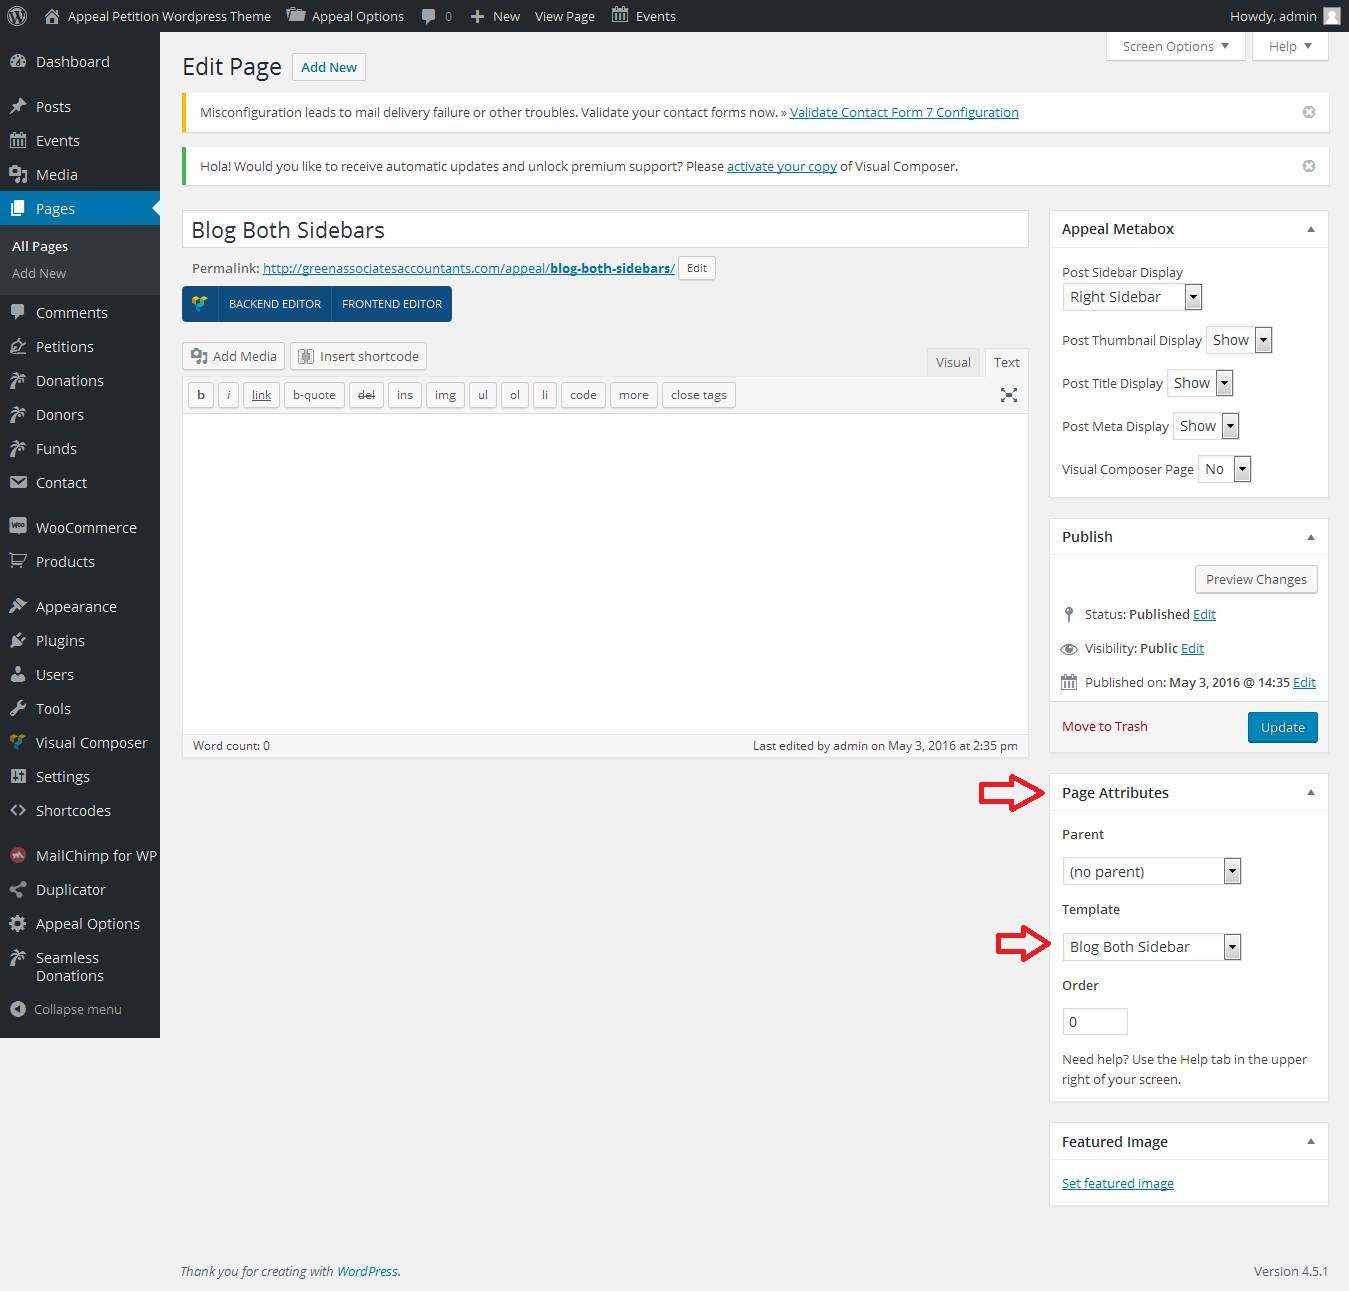 Appeal Petition Wordpress Theme Appeal Options 0 New View Page Events Howdy, admin
Screen Options Help
Dashboard
Posts
Events
Media
Pages
All Pages
Add New
Comments
Petitions
Donations
Donors
Funds
Contact
WooCommerce
Products
Appearance
Plugins
Users
Tools
Visual Composer
Settings
Shortcodes
MailChimp for WP
Duplicator
Appeal Options
Seamless
Donations
Collapse menu
Edit Page Add New
Misconfiguration leads to mail delivery failure or other troubles. Validate your contact forms now. » Validate Contact Form 7 Configuration
Hola! Would you like to receive automatic updates and unlock premium support? Please activate your copy of Visual Composer.
Blog Both Sidebars
Permalink: http://greenassociatesaccountants.com/appeal/blog-both-sidebars/ Edit
BACKEND EDITOR FRONTEND EDITOR
Add Media Insert shortcode Visual Text
b i link b-quote del ins img ul ol li code more close tags
Word count: 0 Last edited by admin on May 3, 2016 at 2:35 pm
Appeal Metabox
Post Sidebar Display
Right Sidebar
Post Thumbnail Display Show
Post Title Display Show
Post Meta Display Show
Visual Composer Page No
Publish
Preview Changes
Status: Published Edit
Visibility: Public Edit
Published on: May 3, 2016 @ 14:35 Edit
Move to Trash Update
Page Attributes
Parent
(no parent)
Template
Blog Both Sidebar
Order
0
Need help? Use the Help tab in the upper
right of your screen.
Featured Image
Set featured image
Thank you for creating with WordPress. Version 4.5.1